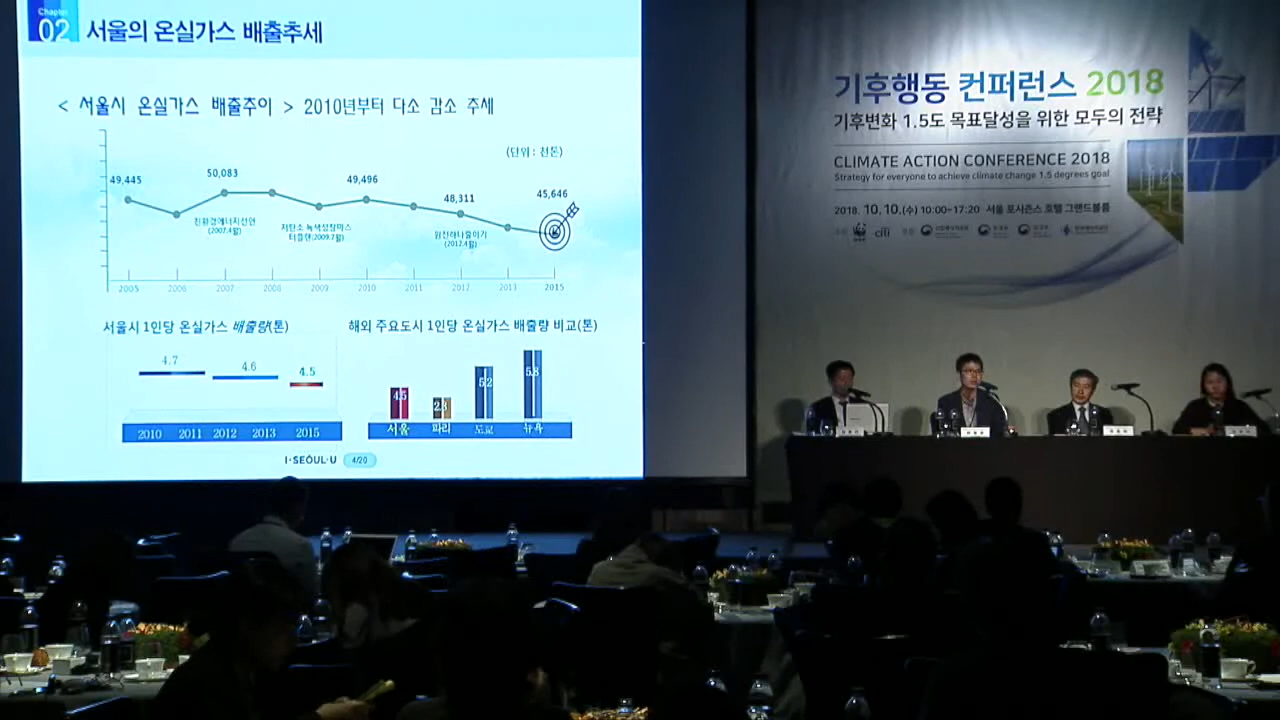 Chapter
02 서울의 온실가스 배출추세
< 서울시 온실가스 배출추이 > 2010년부터 다소 감소 추세
(단위 : 천톤)
49,445
50,083
49,496
48,311
45,646
친환경에너지선언
(2007.4월)
저탄소 녹색성장마스
터플랜(2009.7월)
원전하나줄이기
(2012.4월)
2005 2006 2007 2008 2009 2010 2011 2012 2013 2015
서울시 1인당 온실가스 배출량(톤)
4.7
4.6
4.5
2010 2011 2012 2013 2015
해외 주요도시 1인당 온실가스 배출량 비교(톤)
4.5
5.2
5.8
서울 파리 도쿄 뉴욕
I·SEOUL·U 4/20
기후행동 컨퍼런스 2018
기후변화 1.5도 목표달성을 위한 모두의 전략
CLIMATE ACTION CONFERENCE 2018
Strategy for everyone to achieve climate change 1.5 degrees goal
2018. 10. 10.(수) 10:00~17:20 서울 포시즌스 호텔 그랜드볼룸
citi